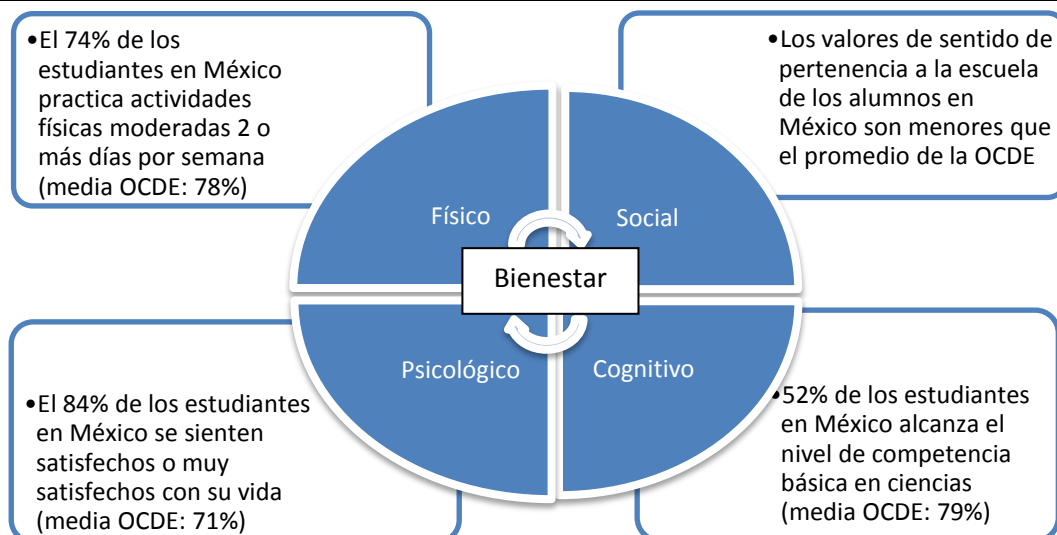 •El 74% de los
estudiantes en México
practica actividades
físicas moderadas 2 o
más días por semana
(media OCDE: 78%)
•Los valores de sentido de
pertenencia a la escuela
de los alumnos en
México son menores que
el promedio de la OCDE
Físico
Social
Bienestar
Psicológico
Cognitivo
•El 84% de los estudiantes
en México se sienten
satisfechos o muy
satisfechos con su vida
(media OCDE: 71%)
•52% de los estudiantes
en México alcanza el
nivel de competencia
básica en ciencias
(media OCDE: 79%)